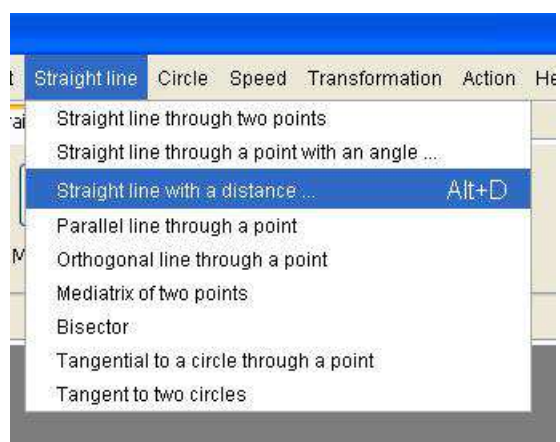 t Straight line Circle Speed Transformation Action He
rai
Straight line through two points
Straight line through a point with an angle ...
Straight line with a distance ... Alt+D
Parallel line through a point
M
Orthogonal line through a point
Mediatrix of two points
Bisector
Tangential to a circle through a point
Tangent to two circles